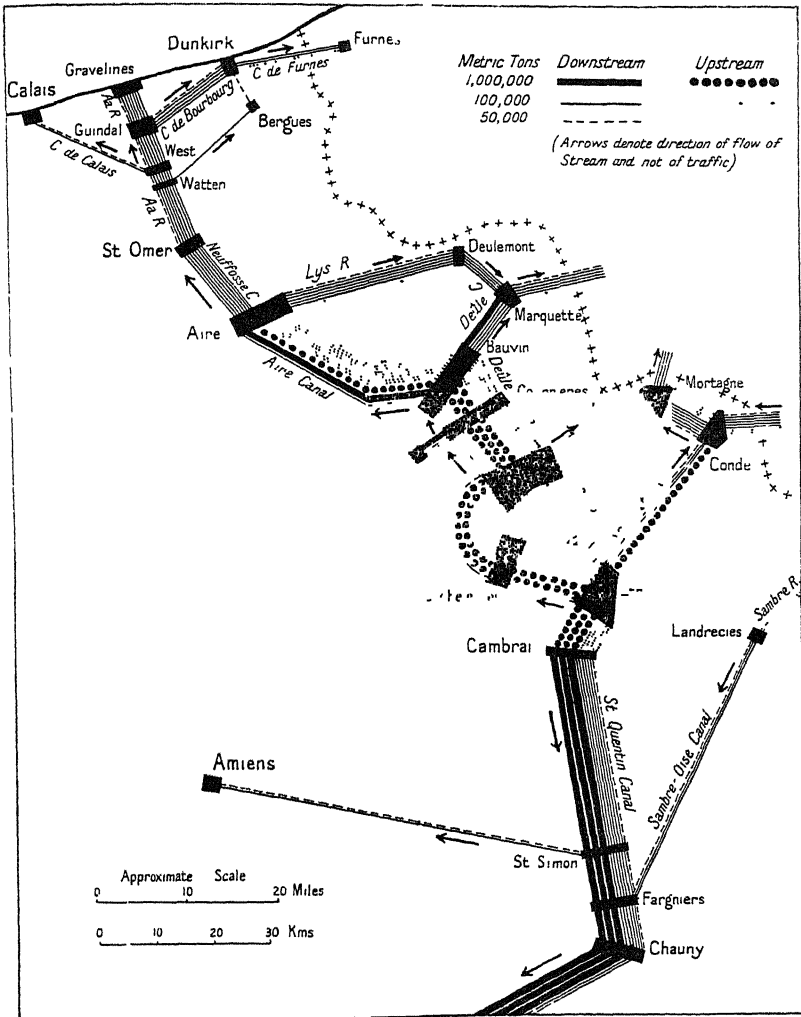 Dunkirk
Furnes
C de Furnes
Gravelines
Calais
Aa R
C de Bourbourg
Guindal
Bergues
West
C de Calais
Watten
Aa R
St Omer
Neuffosse C
Metric Tons Downstream Upstream
1,000,000
100,000
50,000
(Arrows denote direction of flow of
Stream and not of traffic)
Lys R
Deulemont
Deûle
Marquette
Aire
Aire Canal
Bauvin
Deûle
Mortagne
Conde
Sambre R
Landrecies
Cambrai
St Quentin Canal
Sambre-Oise Canal
Amiens
St Simon
Fargniers
Chauny
Approximate Scale
0 10 20 Miles
0 10 20 30 Kms